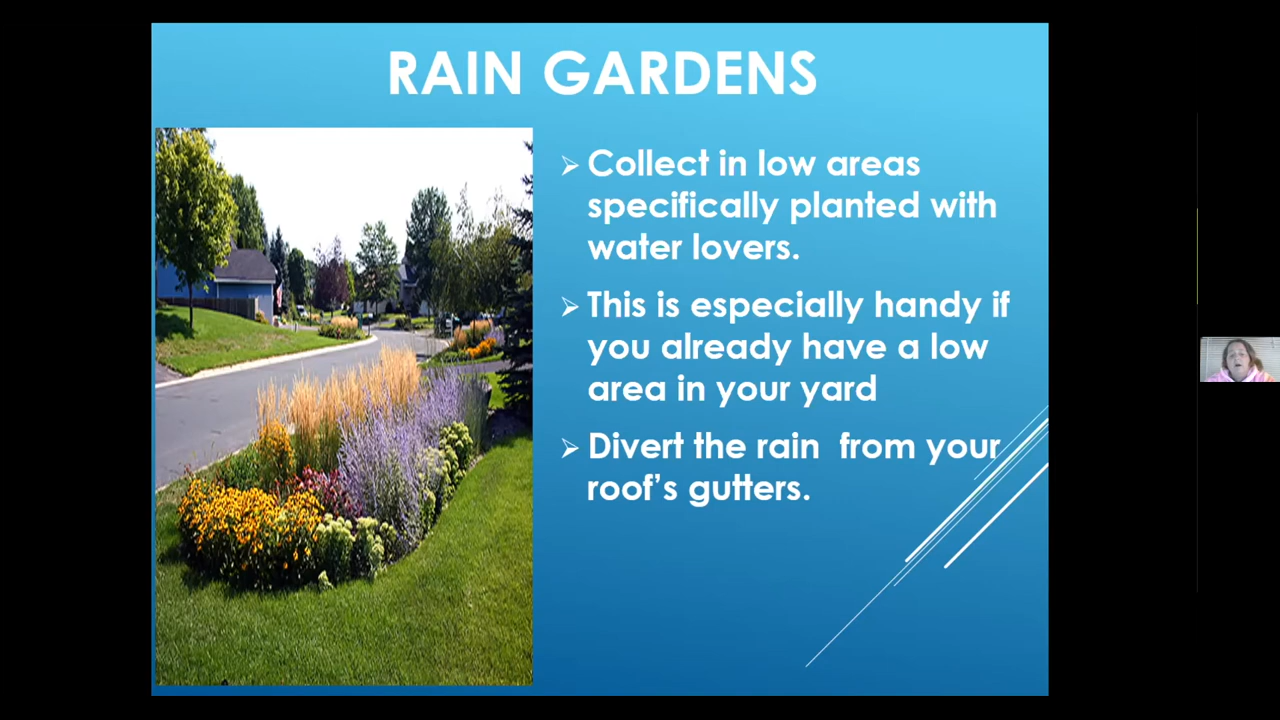 RAIN GARDENS
Collect in low areas
specifically planted with
water lovers.
This is especially handy if
you already have a low
area in your yard
Divert the rain  from your
roof's gutters.